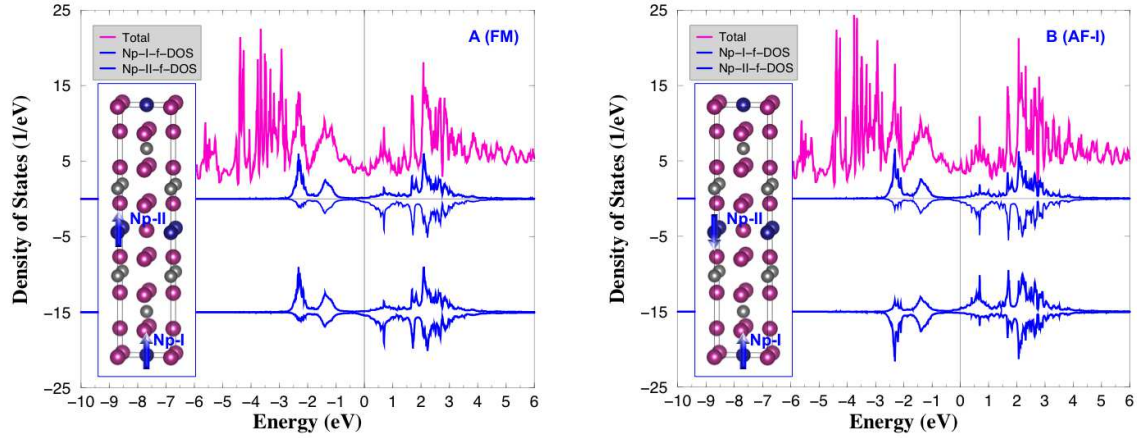 A (FM)
Total
Np−I−f−DOS
Np−II−f−DOS
Np-II
Np-I
25
15
5
−5
−15
−25
Density of States (1/eV)
−10 −9 −8 −7 −6 −5 −4 −3 −2 −1 0 1 2 3 4 5 6
Energy (eV)
B (AF-I)
Total
Np−I−f−DOS
Np−II−f−DOS
Np-II
Np-I
25
15
5
−5
−15
−25
Density of States (1/eV)
−10 −9 −8 −7 −6 −5 −4 −3 −2 −1 0 1 2 3 4 5 6
Energy (eV)